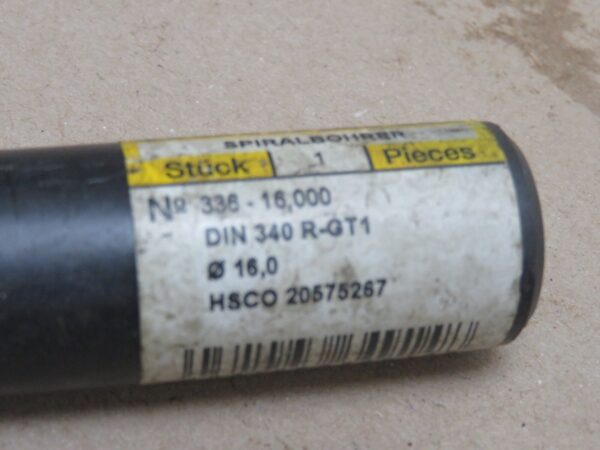 SPIRALBOHRER
Stück 1 Pieces
Nº 336 - 16,000
DIN 340 R-GT1
Ø 16,0
HSCO 20575267